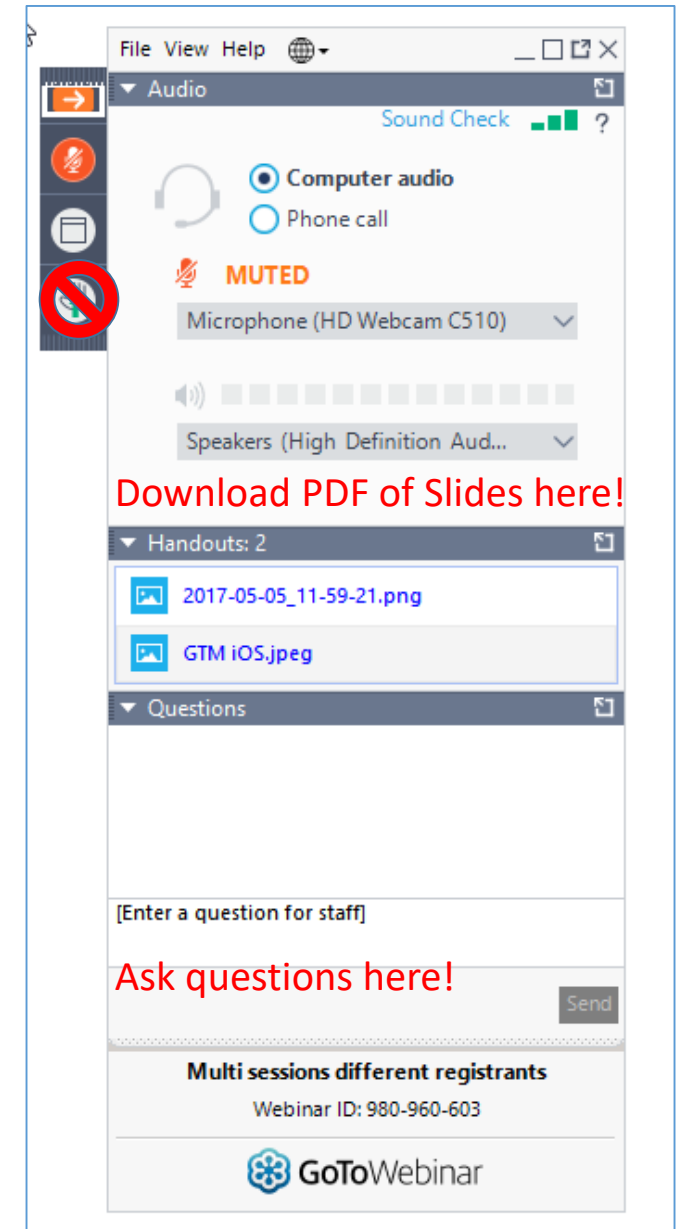 File View Help
Audio
Sound Check ?
Computer audio
Phone call
MUTED
Microphone (HD Webcam C510)
Speakers (High Definition Aud...
Download PDF of Slides here!
Handouts: 2
2017-05-05_11-59-21.png
GTM iOS.jpeg
Questions
[Enter a question for staff]
Ask questions here!
Send
Multi sessions different registrants
Webinar ID: 980-960-603
GoToWebinar